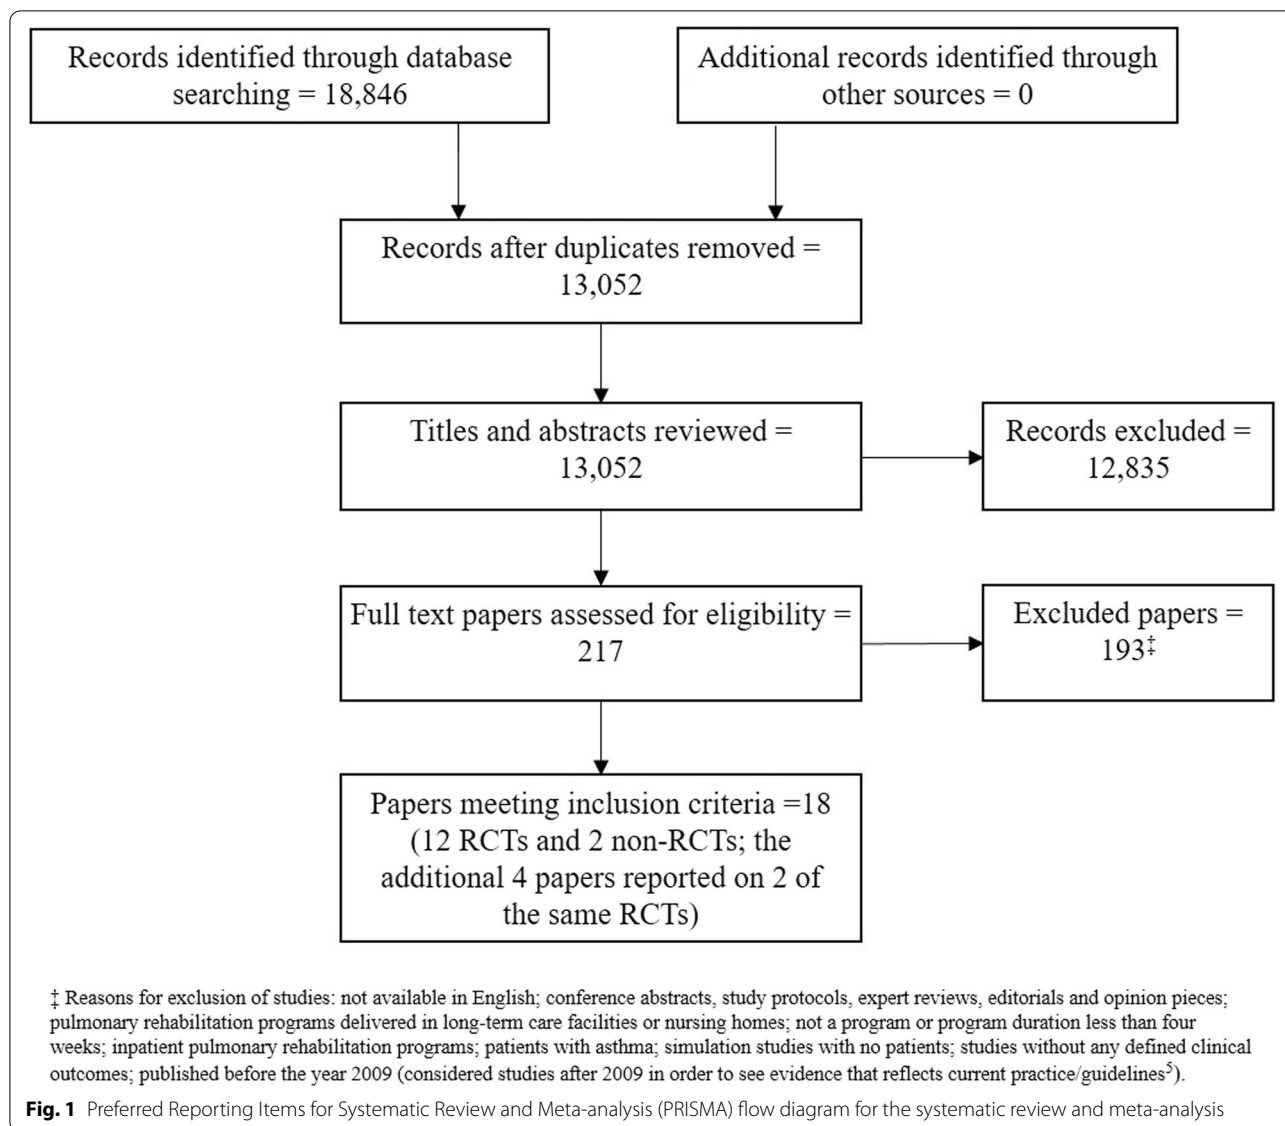 Records identified through database
searching = 18,846
Additional records identified through
other sources = 0
Records after duplicates removed =
13,052
Titles and abstracts reviewed =
13,052
Records excluded =
12,835
Full text papers assessed for eligibility =
217
Excluded papers =
193‡
Papers meeting inclusion criteria =18
(12 RCTs and 2 non-RCTs; the
additional 4 papers reported on 2 of
the same RCTs)
‡ Reasons for exclusion of studies: not available in English; conference abstracts, study protocols, expert reviews, editorials and opinion pieces;
pulmonary rehabilitation programs delivered in long-term care facilities or nursing homes; not a program or program duration less than four
weeks; inpatient pulmonary rehabilitation programs; patients with asthma; simulation studies with no patients; studies without any defined clinical
outcomes; published before the year 2009 (considered studies after 2009 in order to see evidence that reflects current practice/guidelines⁵).
Fig. 1 Preferred Reporting Items for Systematic Review and Meta-analysis (PRISMA) flow diagram for the systematic review and meta-analysis